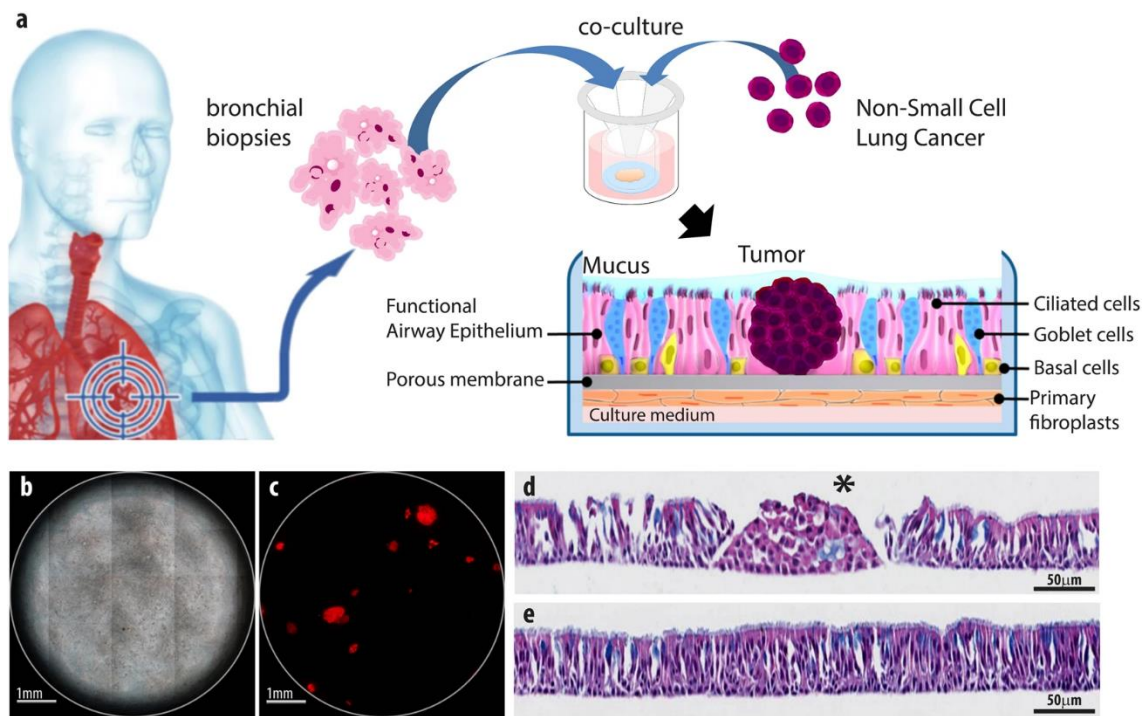 a
co-culture
bronchial
biopsies
Non-Small Cell
Lung Cancer
Mucus
Tumor
Functional
Airway Epithelium
Porous membrane
Culture medium
Ciliated cells
Goblet cells
Basal cells
Primary
fibroplasts
b
1mm
c
1mm
d
*
50μm
e
50μm